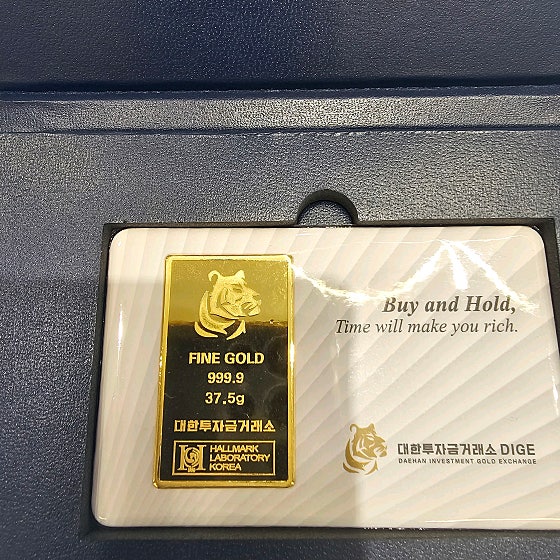 FINE GOLD
999.9
37.5g
대한투자금거래소
HALLMARK
LABORATORY
KOREA
Buy and Hold,
Time will make you rich.
대한투자금거래소 DIGE
DAEHAN INVESTMENT GOLD EXCHANGE